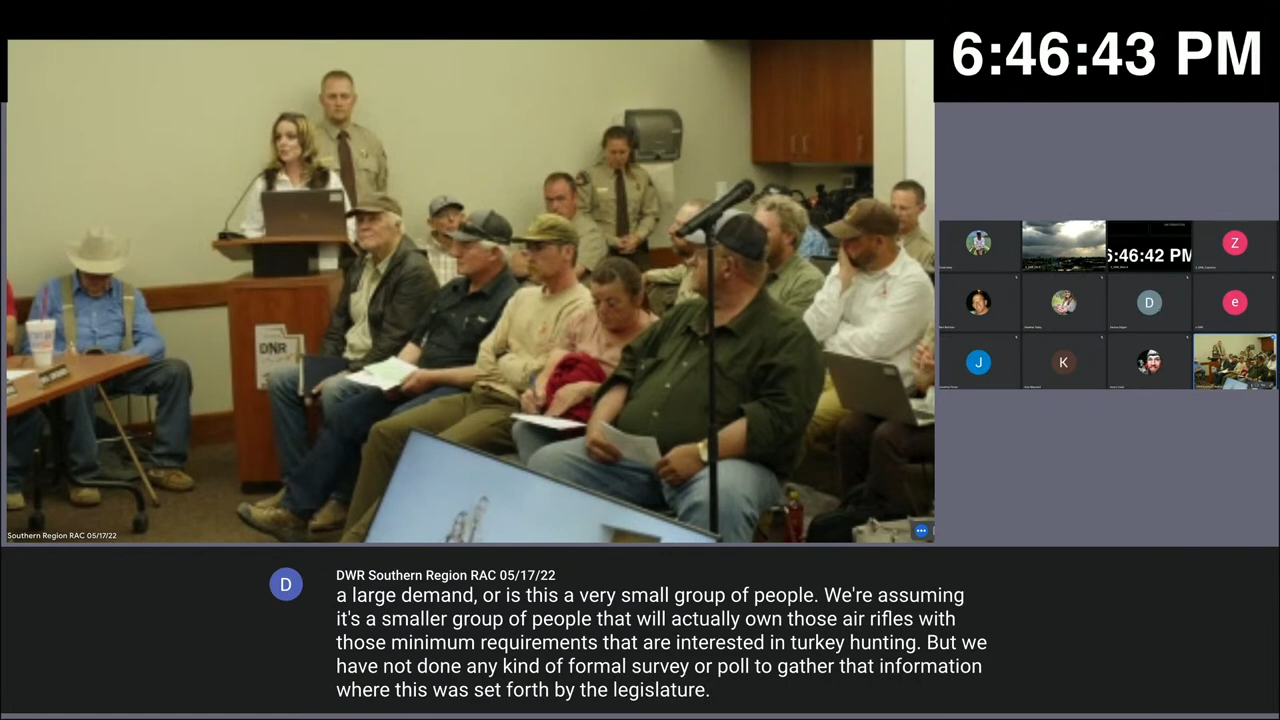 6:46:43 PM
DNR
6:46:42 PM
Z
D
e
J
K
Southern Region RAC 05/17/22
D
DWR Southern Region RAC 05/17/22
a large demand, or is this a very small group of people. We're assuming
it's a smaller group of people that will actually own those air rifles with
those minimum requirements that are interested in turkey hunting. But we
have not done any kind of formal survey or poll to gather that information
where this was set forth by the legislature.